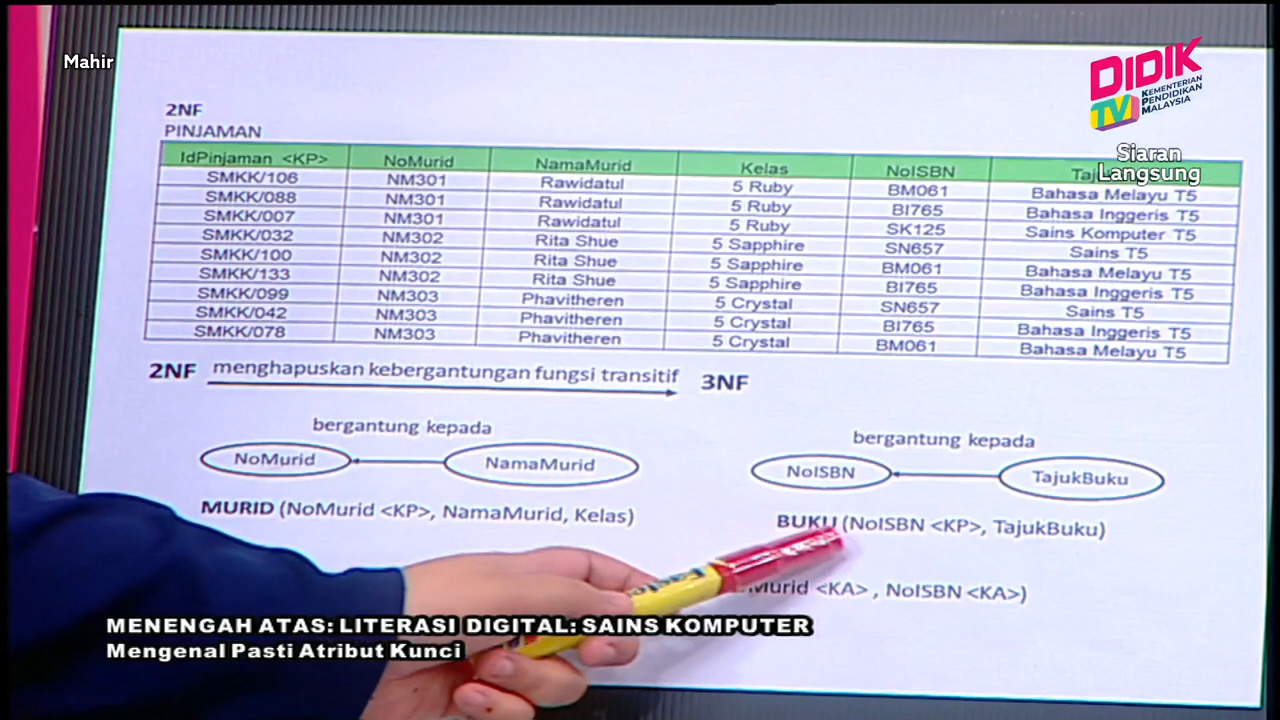 Mahir
DIDIK
TV
KEMENTERIAN
PENDIDIKAN
MALAYSIA
Siaran
Langsung
2NF
PINJAMAN
IdPinjaman <KP> NoMurid NamaMurid Kelas NoISBN
SMKK/106 NM301 Rawidatul 5 Ruby BM061 Bahasa Melayu T5
SMKK/088 NM301 Rawidatul 5 Ruby BI765 Bahasa Inggeris T5
SMKK/007 NM301 Rawidatul 5 Ruby SK125 Sains Komputer T5
SMKK/032 NM302 Rita Shue 5 Sapphire SN657 Sains T5
SMKK/100 NM302 Rita Shue 5 Sapphire BM061 Bahasa Melayu T5
SMKK/133 NM302 Rita Shue 5 Sapphire BI765 Bahasa Inggeris T5
SMKK/099 NM303 Phavitheren 5 Crystal SN657 Sains T5
SMKK/042 NM303 Phavitheren 5 Crystal BI765 Bahasa Inggeris T5
SMKK/078 NM303 Phavitheren 5 Crystal BM061 Bahasa Melayu T5
2NF menghapuskan kebergantungan fungsi transitif 3NF
bergantung kepada bergantung kepada
NoMurid NamaMurid NoISBN TajukBuku
MURID (NoMurid <KP>, NamaMurid, Kelas) BUKU (NoISBN <KP>, TajukBuku)
<KA> , NoISBN <KA>)
MENENGAH ATAS: LITERASI DIGITAL: SAINS KOMPUTER
Mengenal Pasti Atribut Kunci